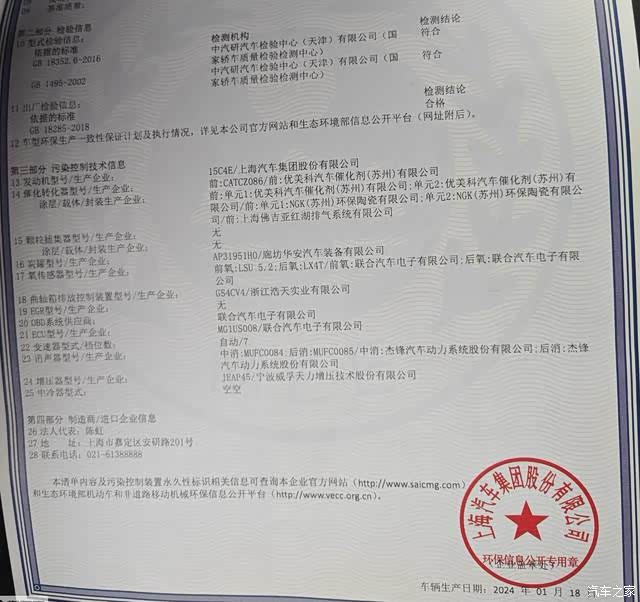 基准质量:
第二部分 检验信息
10 型式检验信息: 检测机构 检测结论
依据的标准 中汽研汽车检验中心(天津)有限公司(国 符合
GB 18352.6-2016 家轿车质量检验检测中心)
中汽研汽车检验中心(天津)有限公司(国 符合
GB 1495-2002 家轿车质量检验检测中心)
11 出厂检验信息: 检测结论
依据的标准 合格
GB 18285-2018
12 车型环保生产一致性保证计划及执行情况,详见本公司官方网站和生态环境部信息公开平台(网址附后)。
第三部分 污染控制技术信息
13 发动机型号/生产企业: 15C4E/上海汽车集团股份有限公司
14 催化转化器型号/生产企业: 前:CATCZ086/前:优美科汽车催化剂(苏州)有限公司
涂层/载体/封装生产企业: 前:单元1:优美科汽车催化剂(苏州)有限公司;单元2:优美科汽车催化剂(苏州)有
限公司/前:单元1:NGK(苏州)环保陶瓷有限公司;单元2:NGK(苏州)环保陶瓷有限公
司/前:上海佛吉亚红湖排气系统有限公司
15 颗粒捕集器型号/生产企业: 无
涂层/载体/封装生产企业: 无
16 炭罐型号/生产企业: AP31951H0/廊坊华安汽车装备有限公司
17 氧传感器型号/生产企业: 前氧:LSU 5.2;后氧:LX4T/前氧:联合汽车电子有限公司;后氧:联合汽车电子有限
公司
18 曲轴箱排放控制装置型号/生产企业: GS4CV4/浙江浩天实业有限公司
19 EGR型号/生产企业: 无
20 OBD系统供应商: 联合汽车电子有限公司
21 ECU型号/生产企业: MG1US008/联合汽车电子有限公司
22 变速器型式/档位数: 自动/7
23 消声器型号/生产企业: 中消:MUFC0084;后消:MUFC0085/中消:杰锋汽车动力系统股份有限公司;后消:杰锋
汽车动力系统股份有限公司
24 增压器型号/生产企业: JEAP45/宁波威孚天力增压技术股份有限公司
25 中冷器型式: 空空
第四部分 制造商/进口企业信息
26 法人代表: 陈虹
27 地 址: 上海市嘉定区安研路201号
28 联系电话: 021-61388888
本清单内容及污染控制装置永久性标识相关信息可查询本企业官方网站(http://www.saicmg.com)
和生态环境部机动车和非道路移动机械环保信息公开平台(http://www.vecc.org.cn)。
上海汽车集团股份有限公司
环保信息公开专用章
(企业盖章处)
车辆生产日期: 2024 年 01 月 18
汽车之家